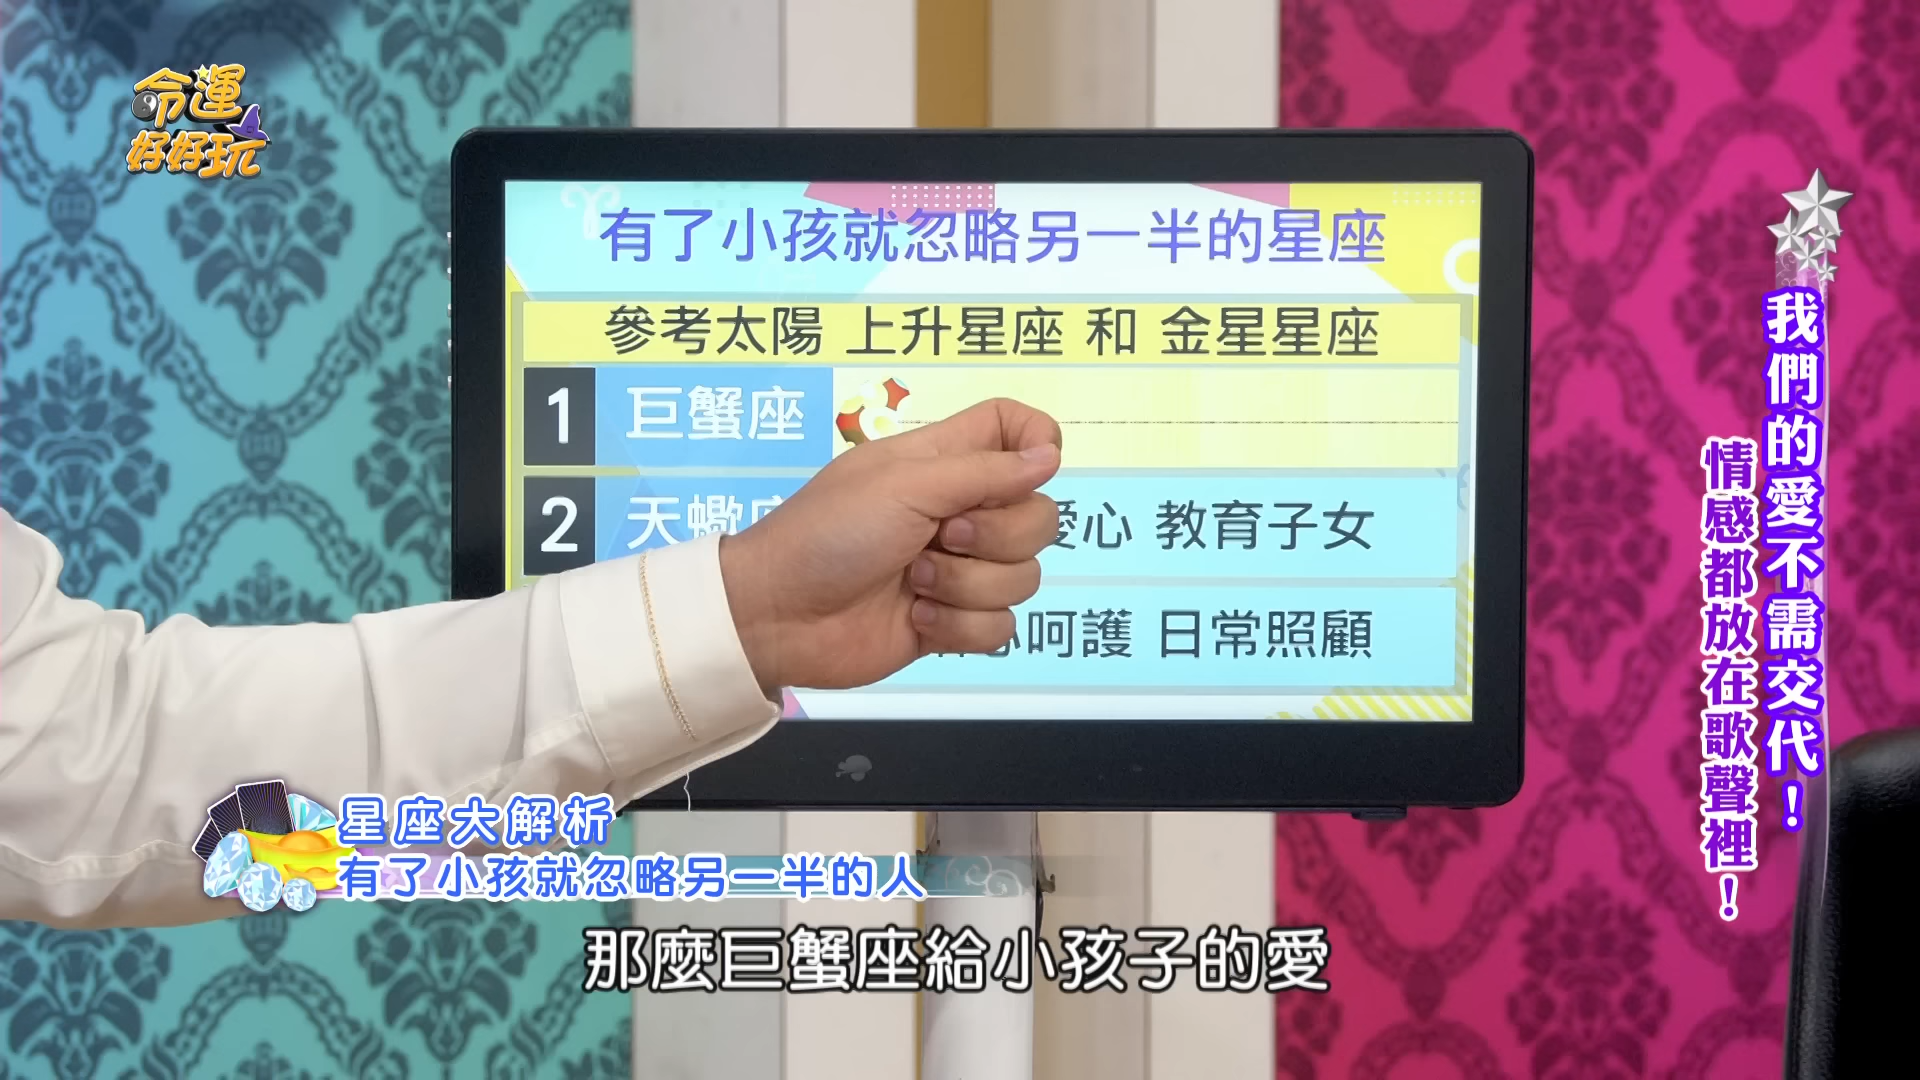 命運
好好玩
有了小孩就忽略另一半的星座
參考太陽 上升星座 和 金星星座
1 巨蟹座
2 天蠍座 愛心 教育子女
呵護 日常照顧
我們的愛不需交代！
情感都放在歌聲裡！
星座大解析
有了小孩就忽略另一半的人
那麼巨蟹座給小孩子的愛